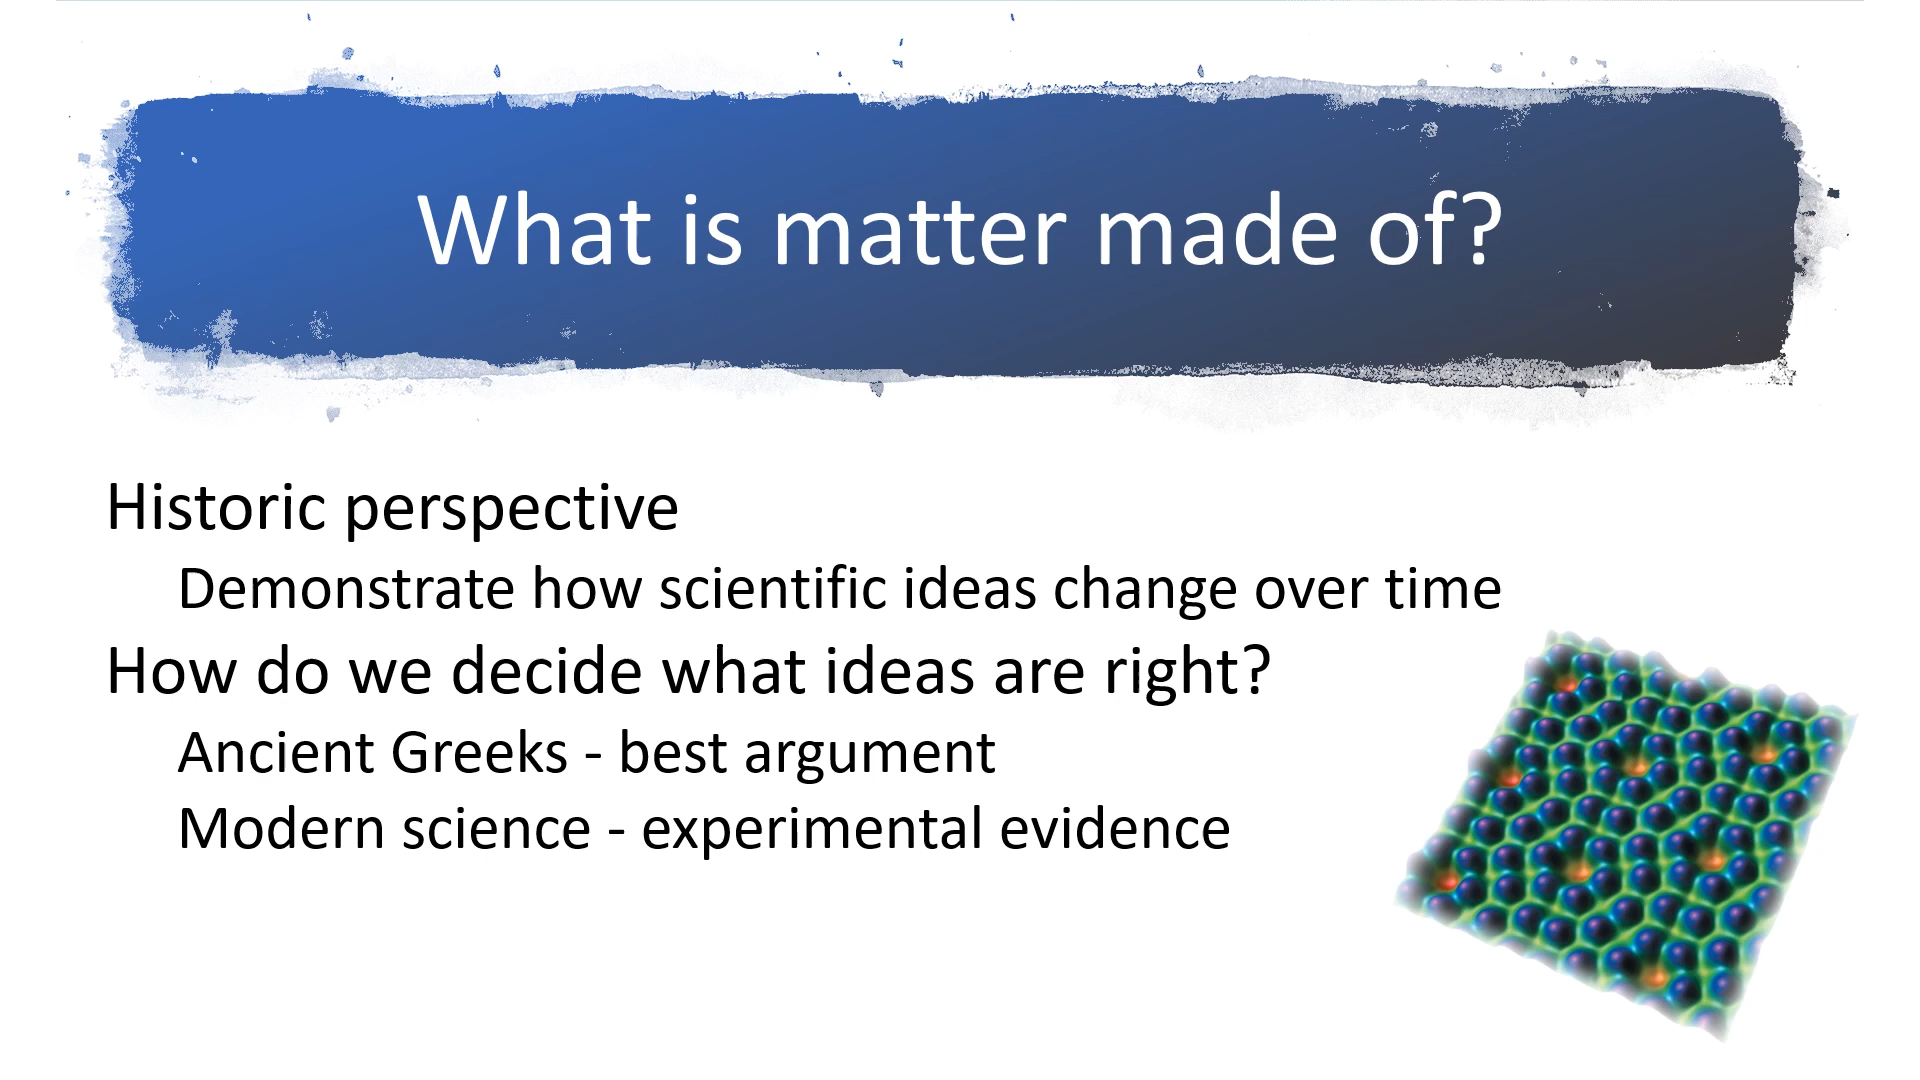 What is matter made of?
Historic perspective
Demonstrate how scientific ideas change over time
How do we decide what ideas are right?
Ancient Greeks - best argument
Modern science - experimental evidence